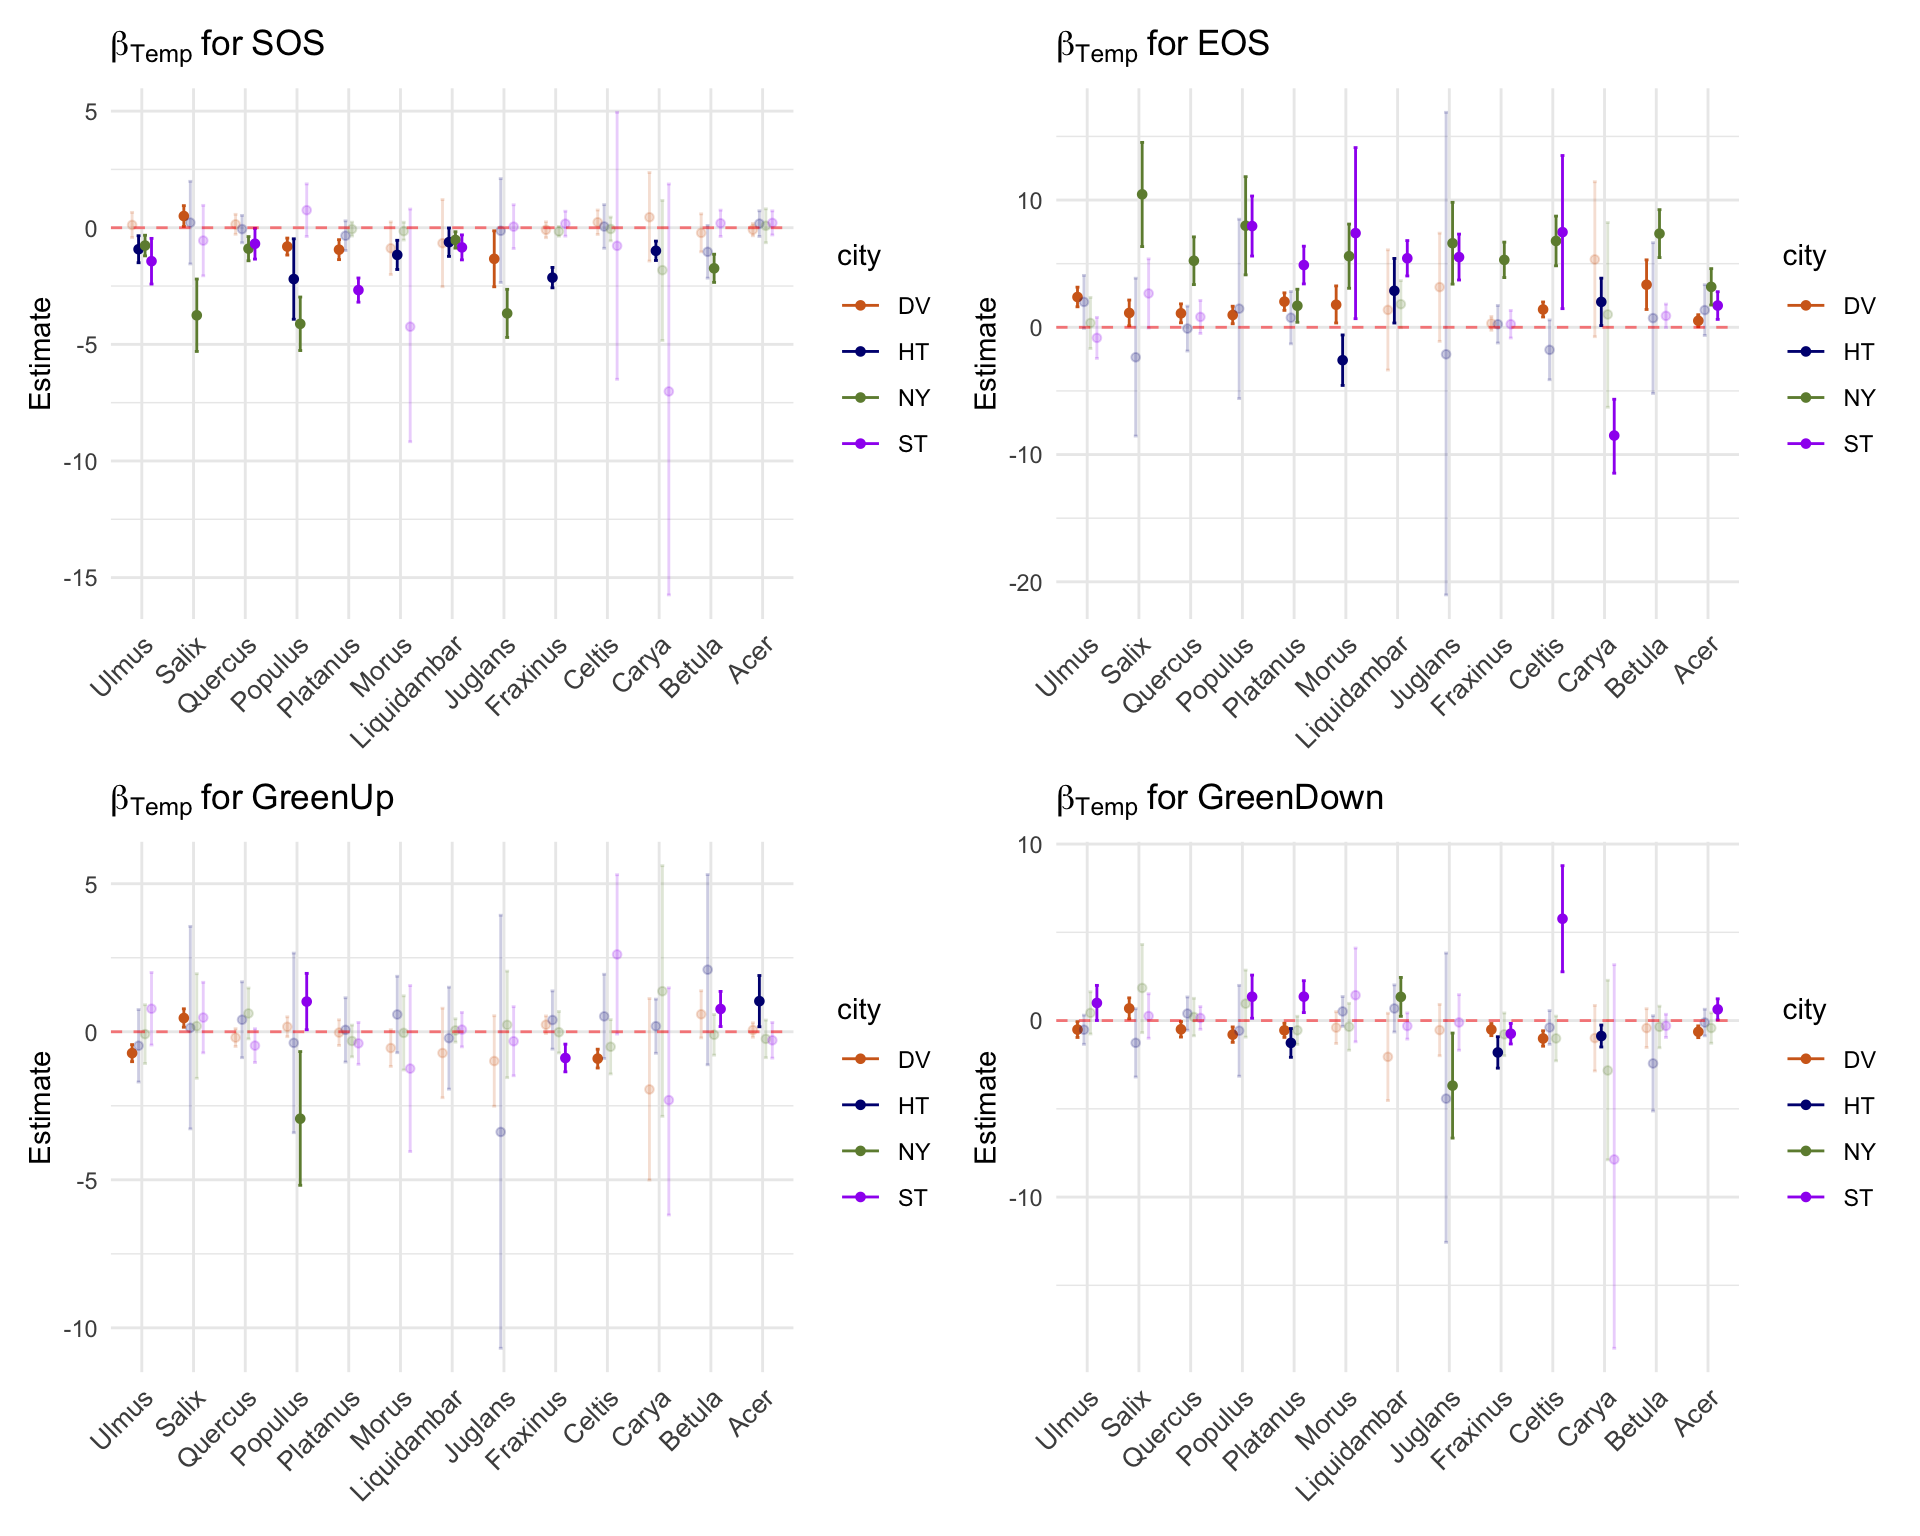 βTemp for SOS
5
0
-5
-10
-15
Estimate
Ulmus
Salix
Quercus
Populus
Platanus
Morus
Liquidambar
Juglans
Fraxinus
Celtis
Carya
Betula
Acer
city
DV
HT
NY
ST
βTemp for EOS
10
0
-10
-20
Estimate
Ulmus
Salix
Quercus
Populus
Platanus
Morus
Liquidambar
Juglans
Fraxinus
Celtis
Carya
Betula
Acer
city
DV
HT
NY
ST
βTemp for GreenUp
5
0
-5
-10
Estimate
Ulmus
Salix
Quercus
Populus
Platanus
Morus
Liquidambar
Juglans
Fraxinus
Celtis
Carya
Betula
Acer
city
DV
HT
NY
ST
βTemp for GreenDown
10
0
-10
Estimate
Ulmus
Salix
Quercus
Populus
Platanus
Morus
Liquidambar
Juglans
Fraxinus
Celtis
Carya
Betula
Acer
city
DV
HT
NY
ST